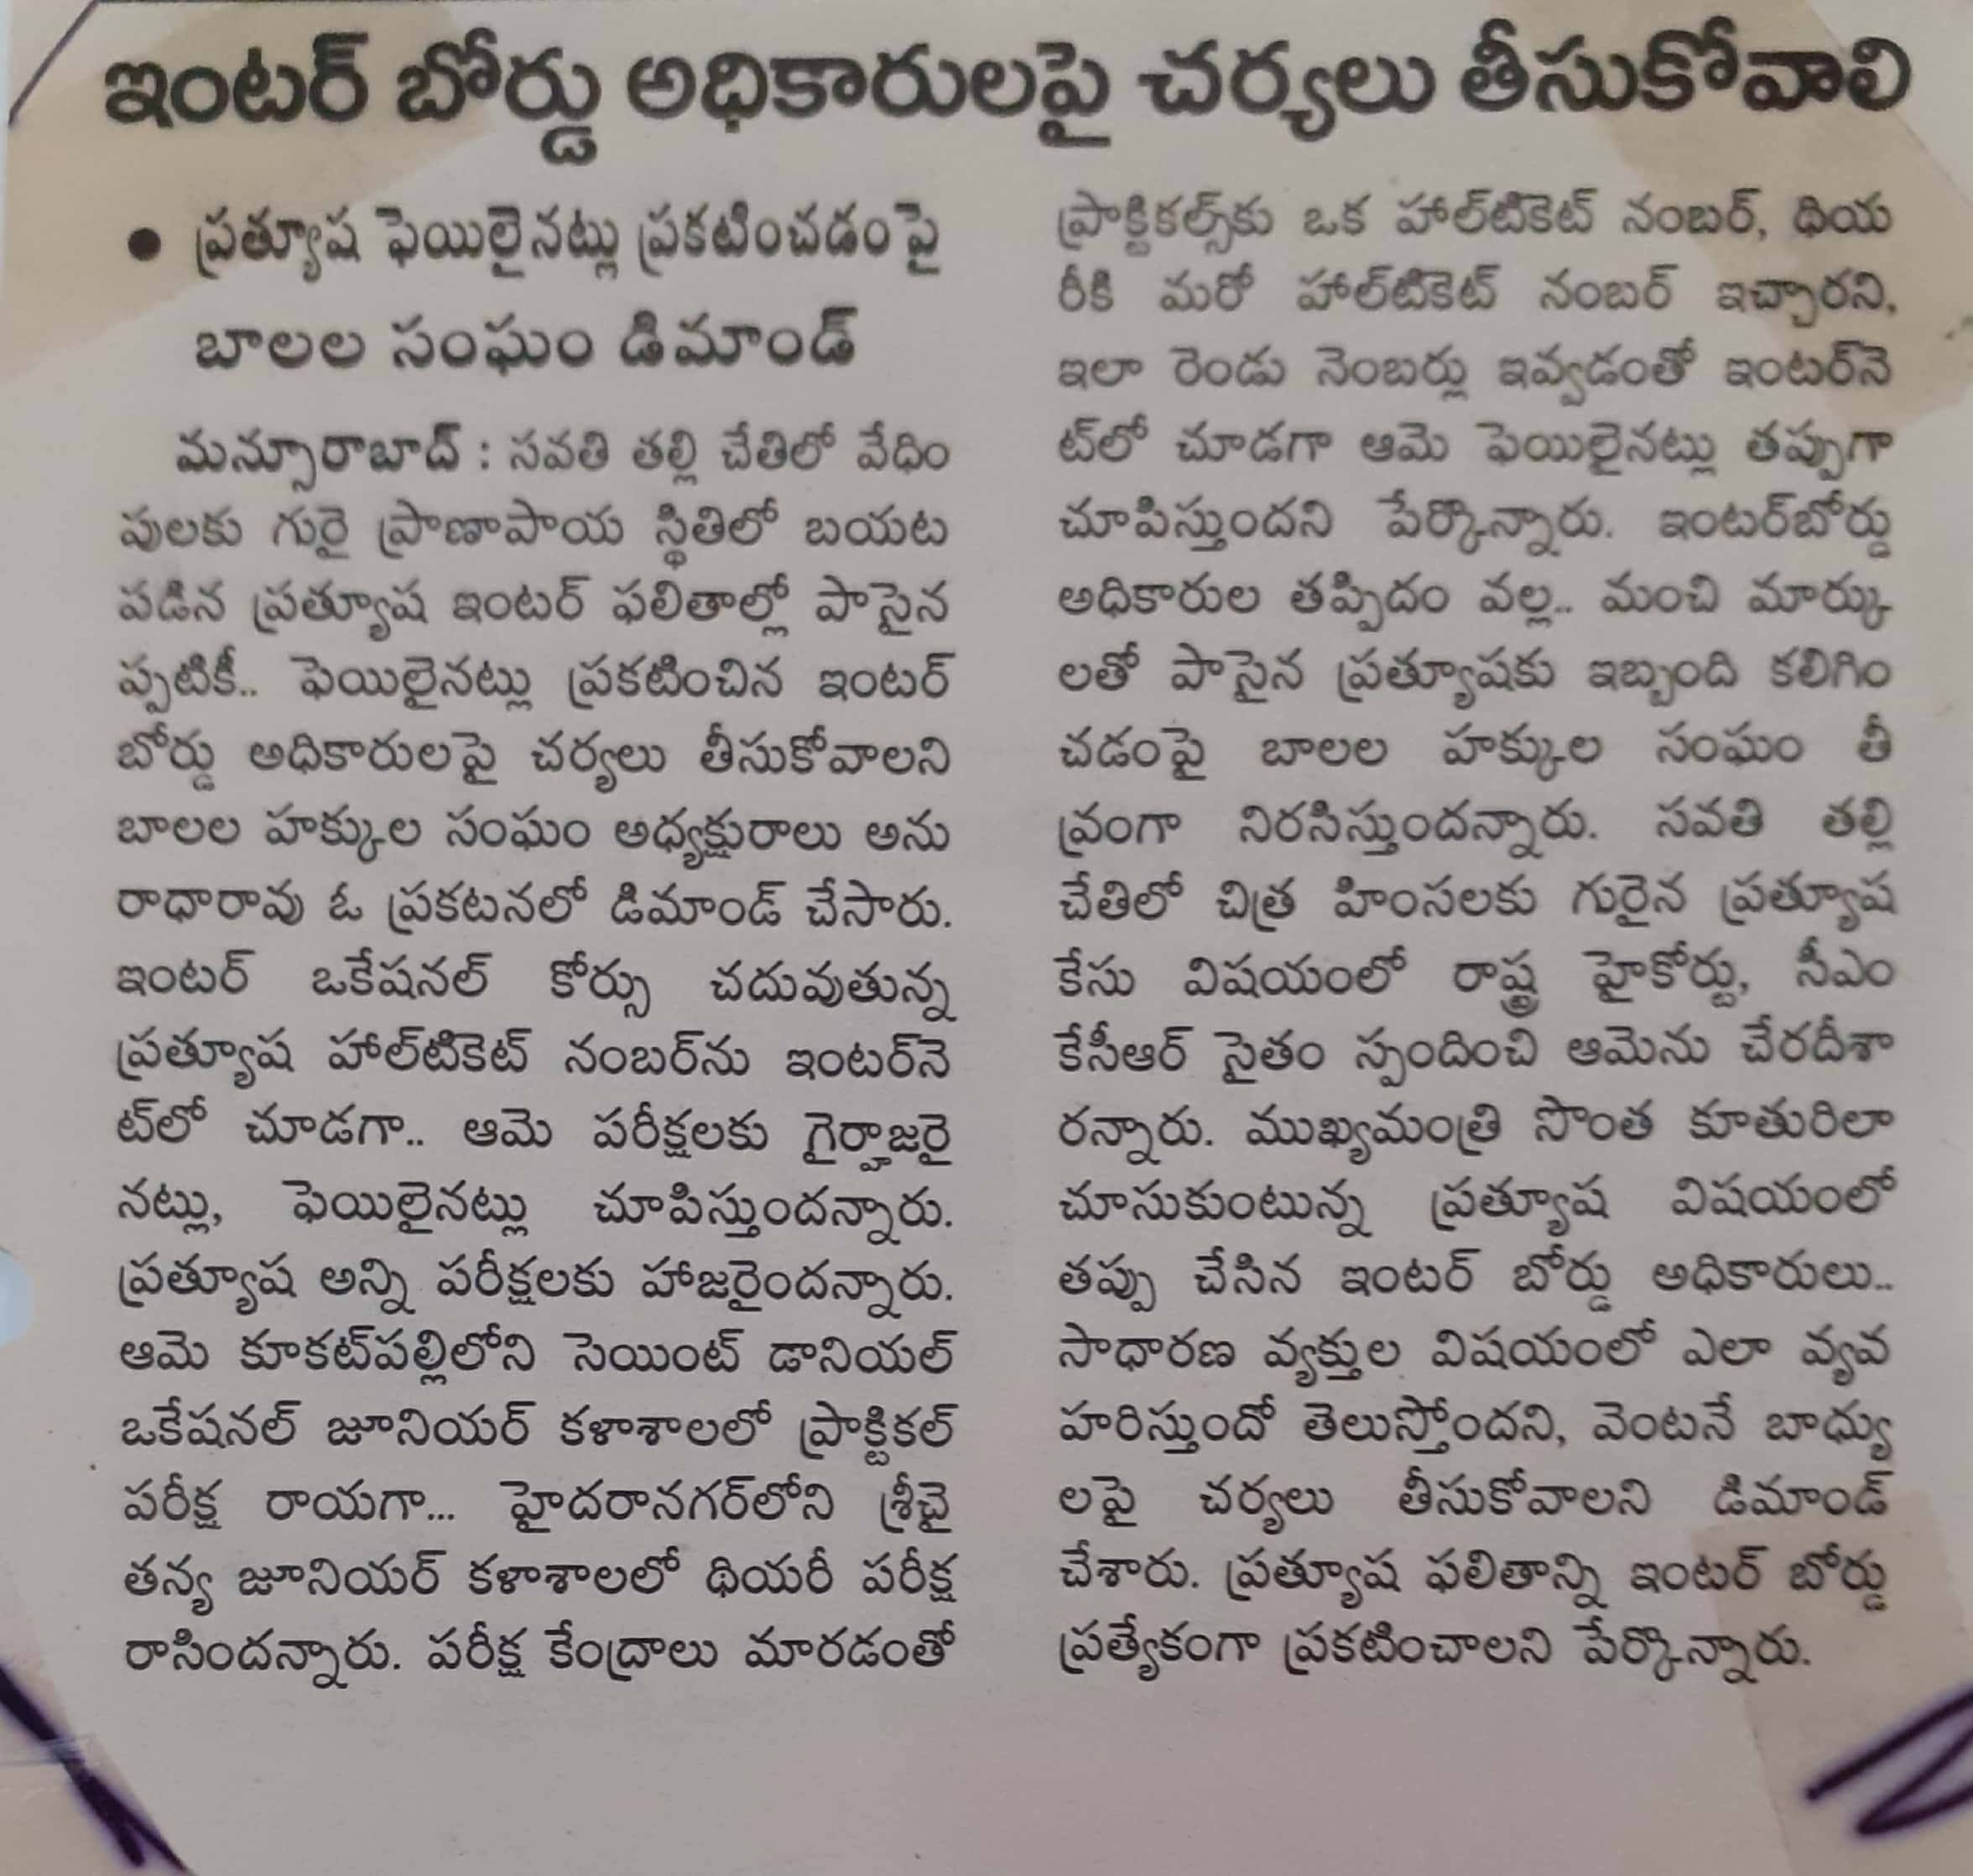 ఇంటర్ బోర్డు అధికారులపై చర్యలు తీసుకోవాలి
• ప్రత్యూష ఫెయిలైనట్లు ప్రకటించడంపై
బాలల సంఘం డిమాండ్
మన్సూరాబాద్ : సవతి తల్లి చేతిలో వేధిం
పులకు గురై ప్రాణాపాయ స్థితిలో బయట
పడిన ప్రత్యూష ఇంటర్ ఫలితాల్లో పాసైన
ప్పటికీ.. ఫెయిలైనట్లు ప్రకటించిన ఇంటర్
బోర్డు అధికారులపై చర్యలు తీసుకోవాలని
బాలల హక్కుల సంఘం అధ్యక్షురాలు అను
రాధారావు ఓ ప్రకటనలో డిమాండ్ చేసారు.
ఇంటర్ ఒకేషనల్ కోర్సు చదువుతున్న
ప్రత్యూష హాల్‌టికెట్ నంబర్‌ను ఇంటర్‌నె
ట్‌లో చూడగా.. ఆమె పరీక్షలకు గైర్హాజరై
నట్లు, ఫెయిలైనట్లు చూపిస్తుందన్నారు.
ప్రత్యూష అన్ని పరీక్షలకు హాజరైందన్నారు.
ఆమె కూకట్‌పల్లిలోని సెయింట్ డానియల్
ఒకేషనల్ జూనియర్ కళాశాలలో ప్రాక్టికల్
పరీక్ష రాయగా... హైదరానగర్‌లోని శ్రీచై
తన్య జూనియర్ కళాశాలలో థియరీ పరీక్ష
రాసిందన్నారు. పరీక్ష కేంద్రాలు మారడంతో
ప్రాక్టికల్స్‌కు ఒక హాల్‌టికెట్ నంబర్, థియ
రీకి మరో హాల్‌టికెట్ నంబర్ ఇచ్చారని,
ఇలా రెండు నెంబర్లు ఇవ్వడంతో ఇంటర్‌నె
ట్‌లో చూడగా ఆమె ఫెయిలైనట్లు తప్పుగా
చూపిస్తుందని పేర్కొన్నారు. ఇంటర్‌బోర్డు
అధికారుల తప్పిదం వల్ల.. మంచి మార్కు
లతో పాసైన ప్రత్యూషకు ఇబ్బంది కలిగిం
చడంపై బాలల హక్కుల సంఘం తీ
వ్రంగా నిరసిస్తుందన్నారు. సవతి తల్లి
చేతిలో చిత్ర హింసలకు గురైన ప్రత్యూష
కేసు విషయంలో రాష్ట్ర హైకోర్టు, సీఎం
కేసీఆర్ సైతం స్పందించి ఆమెను చేరదీశా
రన్నారు. ముఖ్యమంత్రి సొంత కూతురిలా
చూసుకుంటున్న ప్రత్యూష విషయంలో
తప్పు చేసిన ఇంటర్ బోర్డు అధికారులు..
సాధారణ వ్యక్తుల విషయంలో ఎలా వ్యవ
హరిస్తుందో తెలుస్తోందని, వెంటనే బాధ్యు
లపై చర్యలు తీసుకోవాలని డిమాండ్
చేశారు. ప్రత్యూష ఫలితాన్ని ఇంటర్ బోర్డు
ప్రత్యేకంగా ప్రకటించాలని పేర్కొన్నారు.